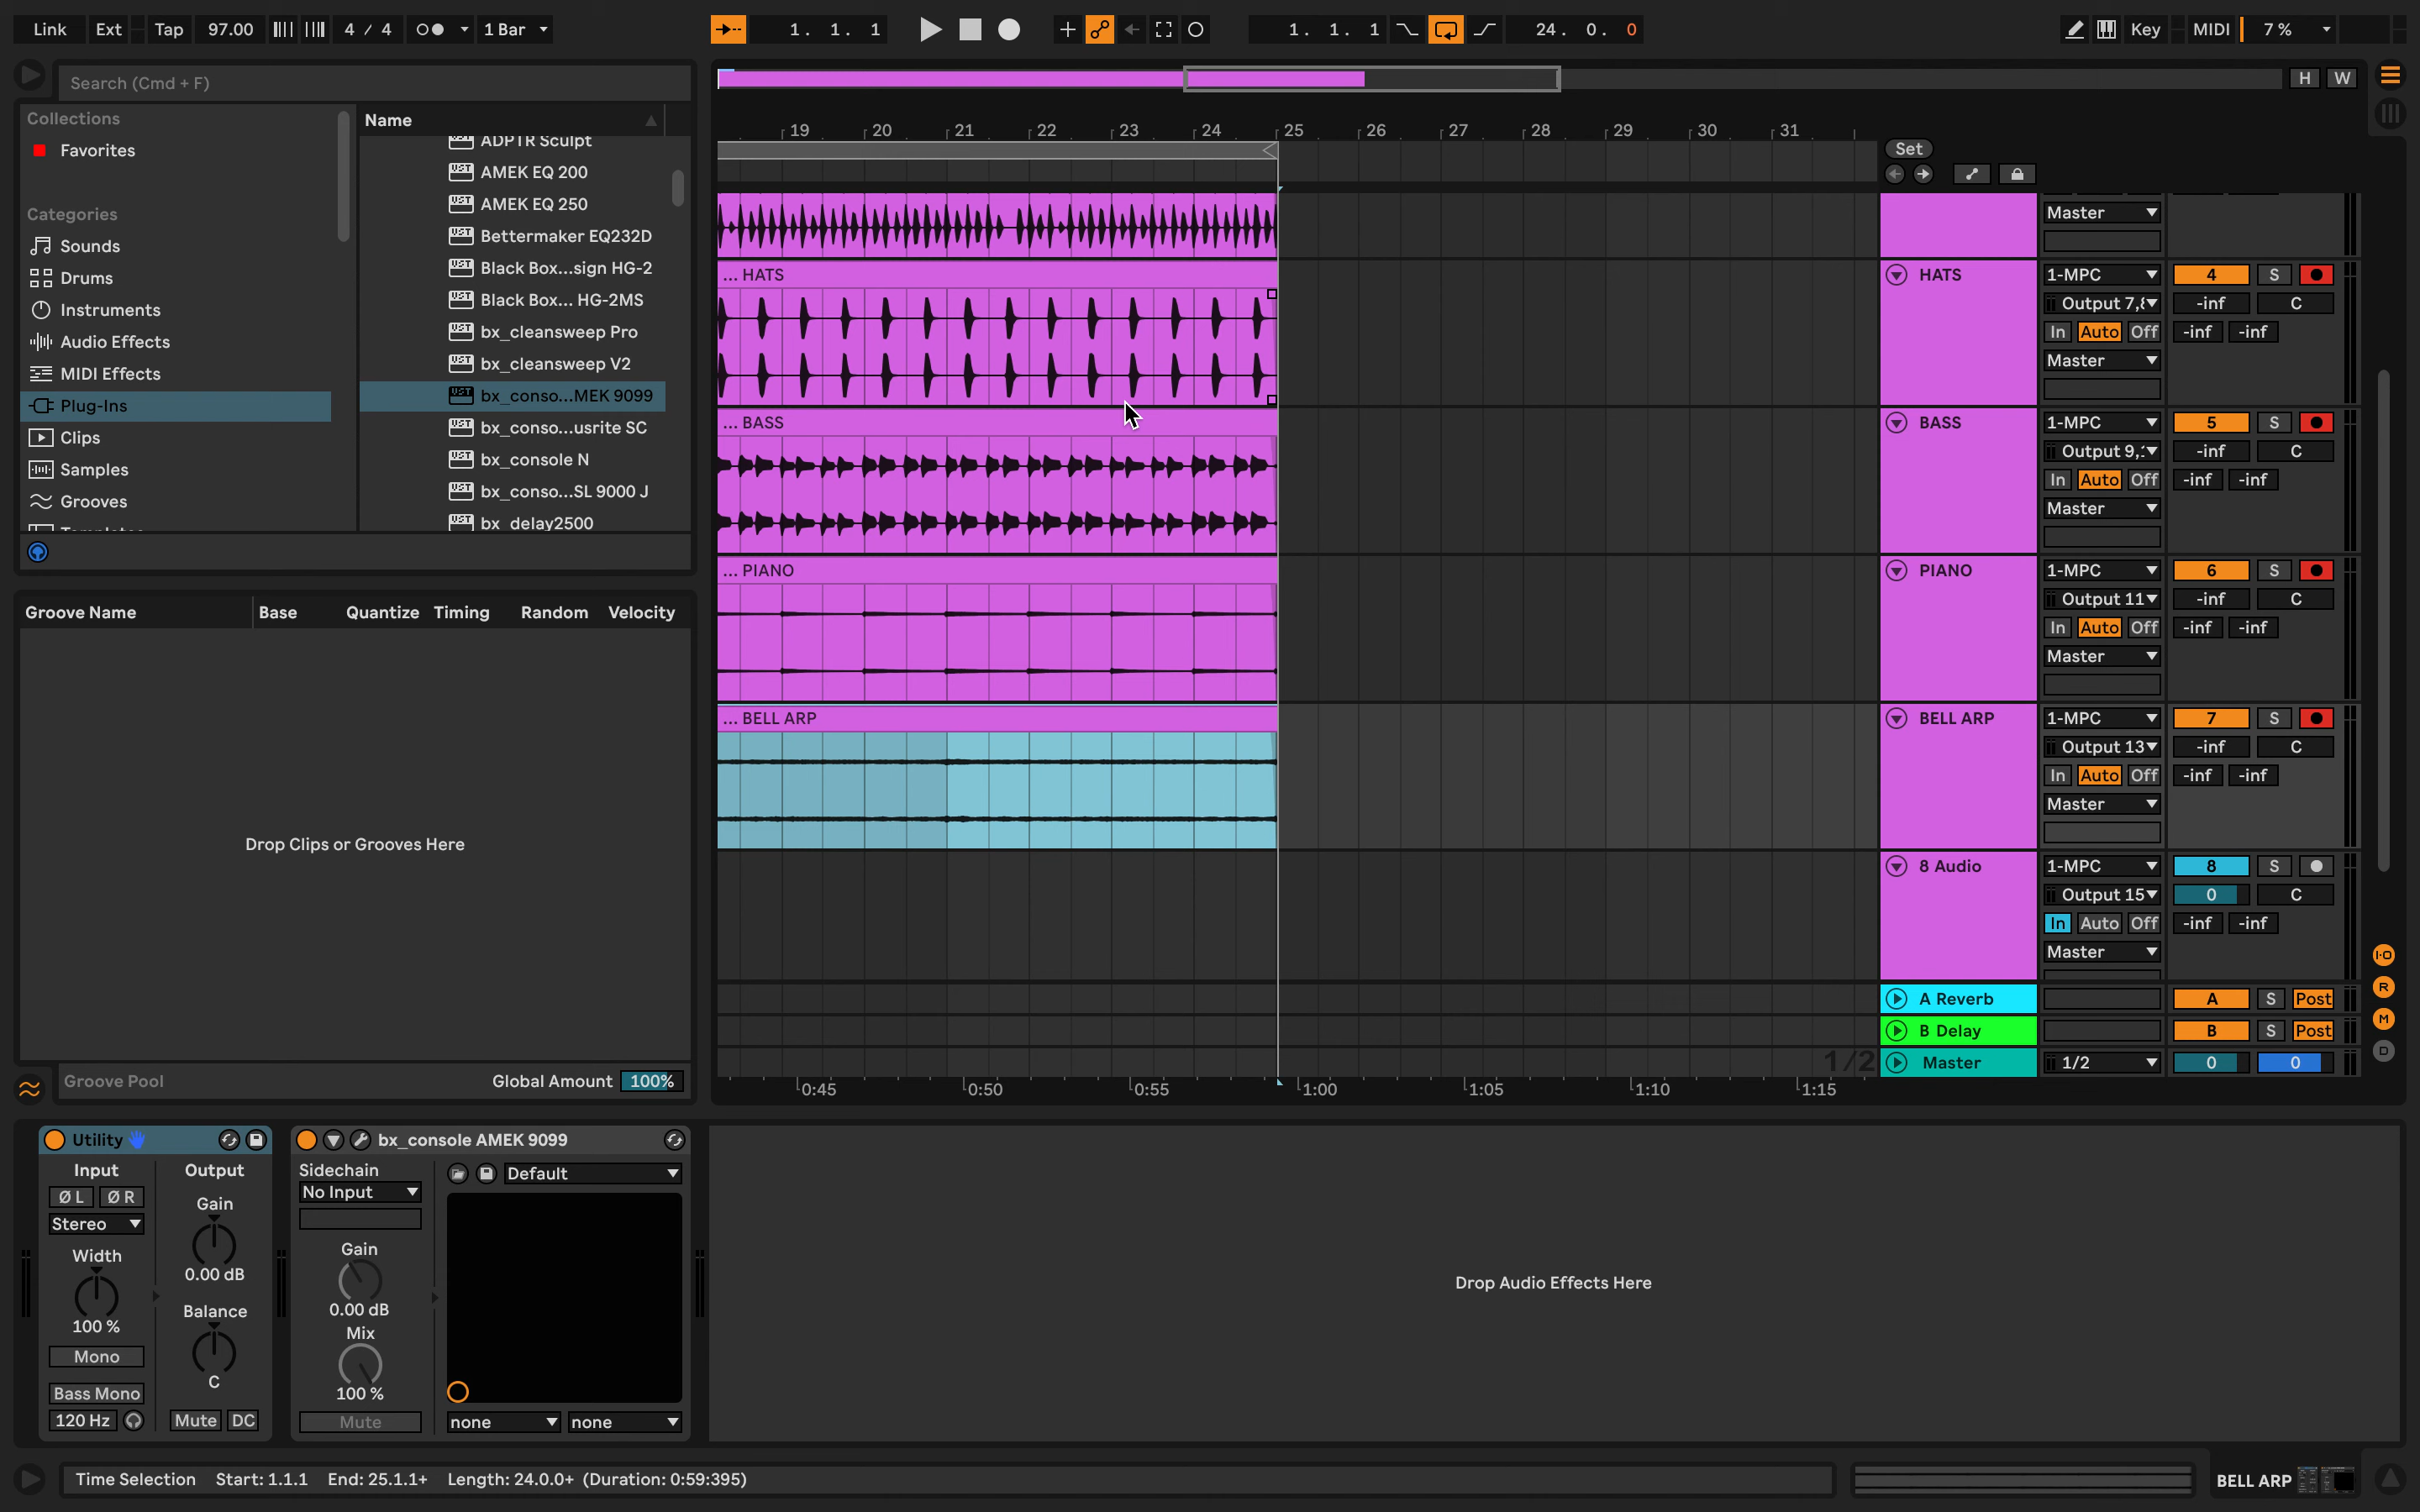 Link Ext Tap 97.00 4 / 4 1 Bar 1. 1. 1 1. 1. 1 24. 0. 0 Key MIDI 7 %
Search (Cmd + F)
H W
Collections
Favorites
Categories
Sounds
Drums
Instruments
Audio Effects
MIDI Effects
Plug-Ins
Clips
Samples
Grooves
Name
ADPTR Sculpt
AMEK EQ 200
AMEK EQ 250
Bettermaker EQ232D
Black Box...sign HG-2
Black Box... HG-2MS
bx_cleansweep Pro
bx_cleansweep V2
bx_conso...MEK 9099
bx_conso...usrite SC
bx_console N
bx_conso...SL 9000 J
bx_delay2500
Groove Name Base Quantize Timing Random Velocity
Drop Clips or Grooves Here
Groove Pool Global Amount 100%
19 20 21 22 23 24 25 26 27 28 29 30 31
Set
Master
... HATS
HATS 1-MPC 4 S
Output 7,8 -inf C
In Auto Off -inf -inf
Master
... BASS
BASS 1-MPC 5 S
Output 9,1 -inf C
In Auto Off -inf -inf
Master
... PIANO
PIANO 1-MPC 6 S
Output 11 -inf C
In Auto Off -inf -inf
Master
... BELL ARP
BELL ARP 1-MPC 7 S
Output 13 -inf C
In Auto Off -inf -inf
Master
8 Audio 1-MPC 8 S
Output 15 0 C
In Auto Off -inf -inf
Master
A Reverb A S Post
B Delay B S Post
1/2 Master 1/2 0 0
0:45 0:50 0:55 1:00 1:05 1:10 1:15
I·O
R
M
D
Utility
Input Output
Ø L Ø R Gain
Stereo
Width 0.00 dB
100 % Balance
Mono C
Bass Mono
120 Hz Mute DC
bx_console AMEK 9099
Sidechain Default
No Input
Gain
0.00 dB
Mix
100 %
Mute none none
Drop Audio Effects Here
Time Selection Start: 1.1.1 End: 25.1.1+ Length: 24.0.0+ (Duration: 0:59:395)
BELL ARP